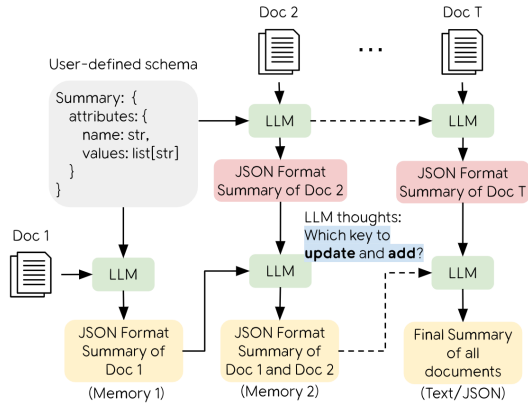 Doc 2
Doc T
...
User-defined schema
Summary: {
attributes: {
name: str,
values: list[str]
}
}
LLM
LLM
JSON Format
Summary of Doc 2
JSON Format
Summary of Doc T
LLM thoughts:
Which key to
update and add?
Doc 1
LLM
LLM
LLM
JSON Format
Summary of
Doc 1
(Memory 1)
JSON Format
Summary of
Doc 1 and Doc 2
(Memory 2)
Final Summary
of all
documents
(Text/JSON)